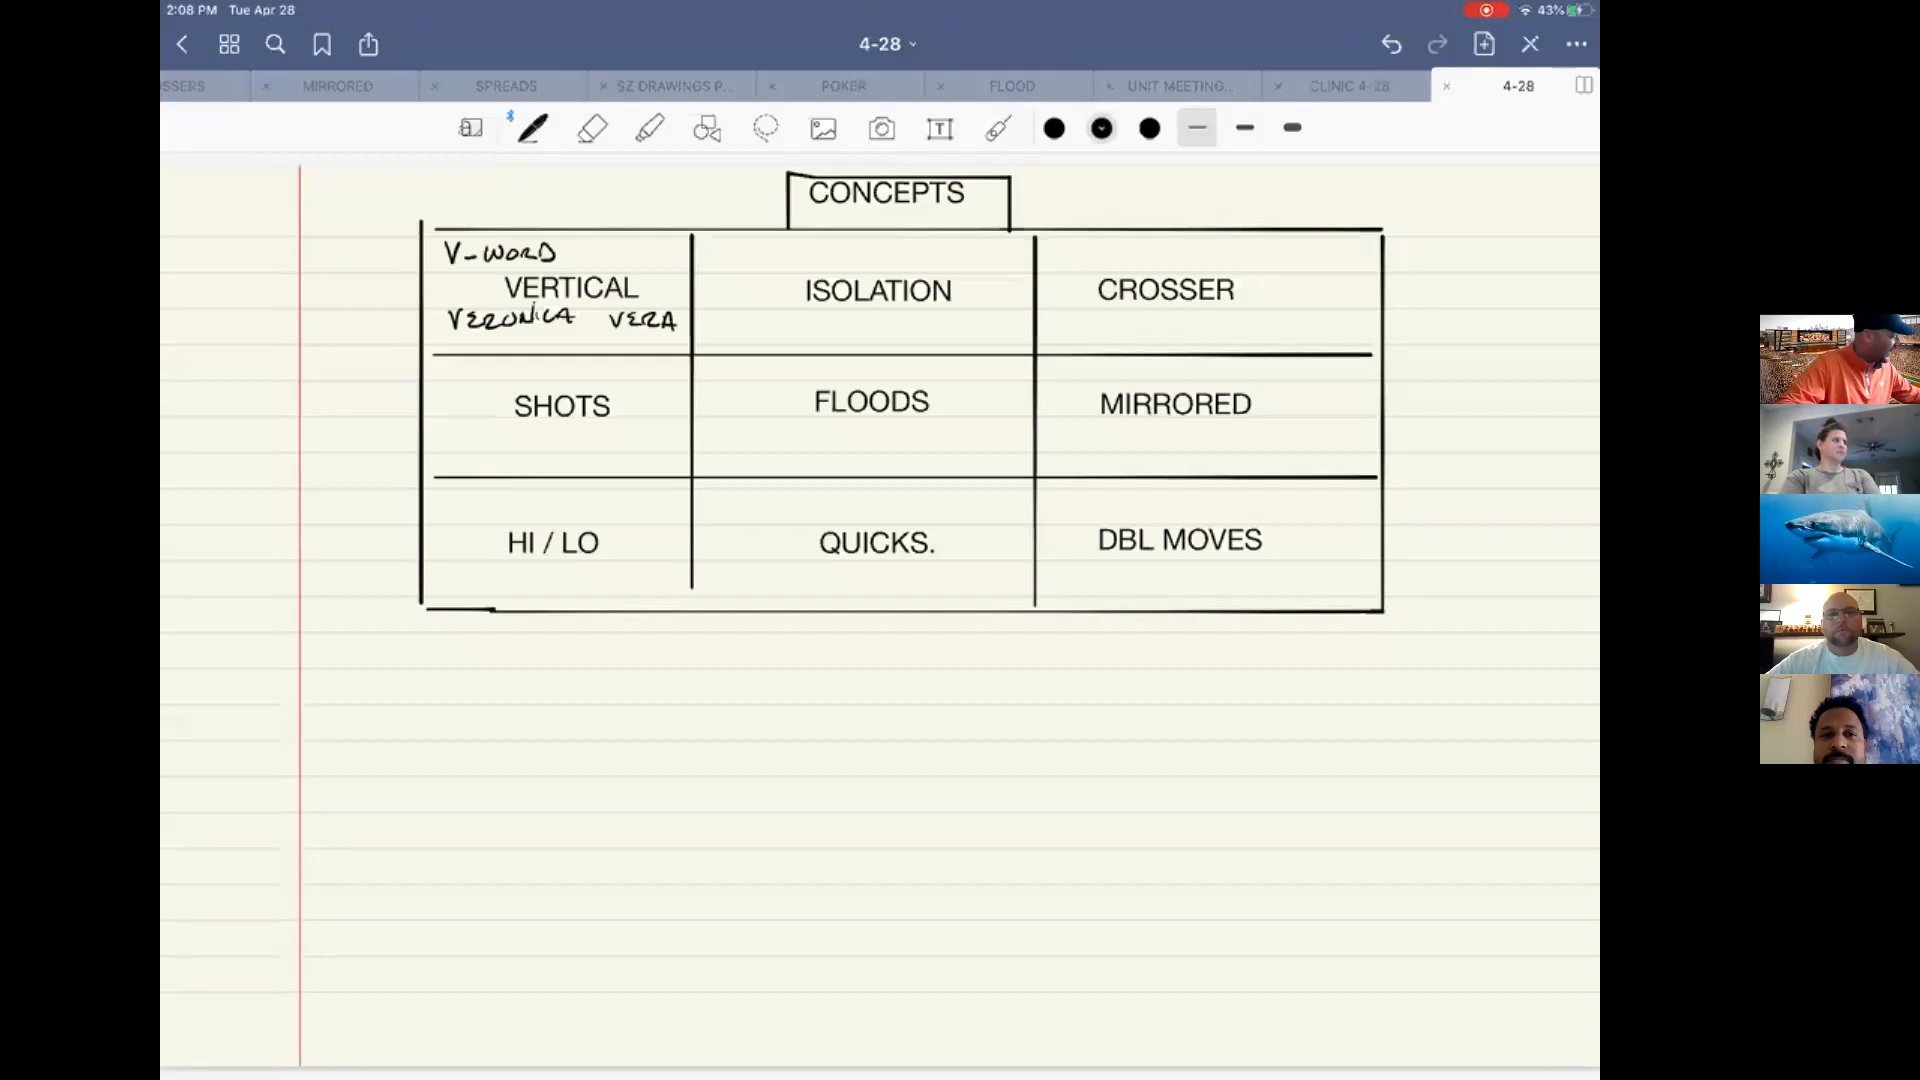 2:08 PM Tue Apr 28
43%
4-28
SSERS
MIRRORED
SPREADS
SZ DRAWINGS P...
POKER
FLOOD
UNIT MEETING...
CLINIC 4-28
4-28
T
CONCEPTS
V-WORD
VERTICAL
VERONICA VERA
ISOLATION
CROSSER
SHOTS
FLOODS
MIRRORED
HI / LO
QUICKS.
DBL MOVES